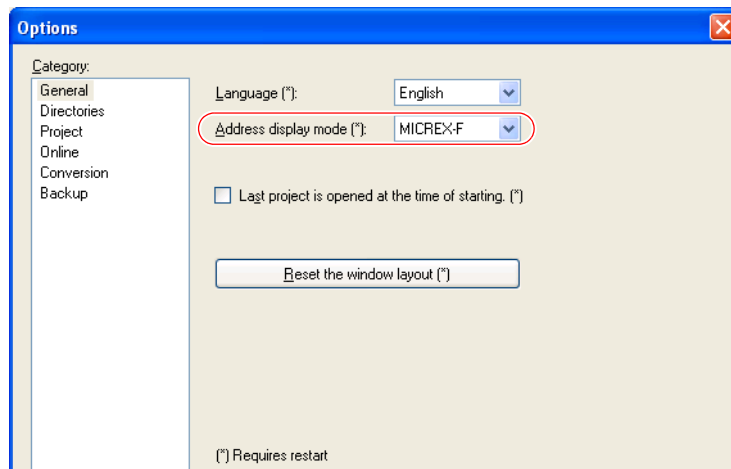 Options
Category:
General
Directories
Project
Online
Conversion
Backup
Language (*):
English
Address display mode (*):
MICREX-F
Last project is opened at the time of starting. (*)
Reset the window layout (*)
(*) Requires restart